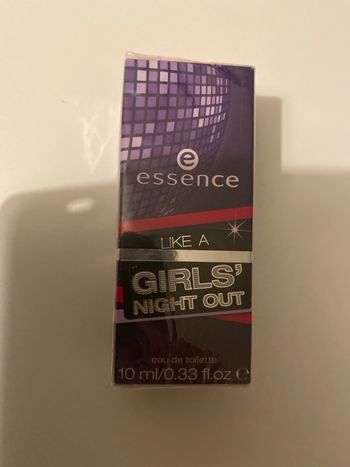 e
essence
LIKE A
GIRLS'
NIGHT OUT
eau de toilette
10 ml/0.33 fl.oz ℮